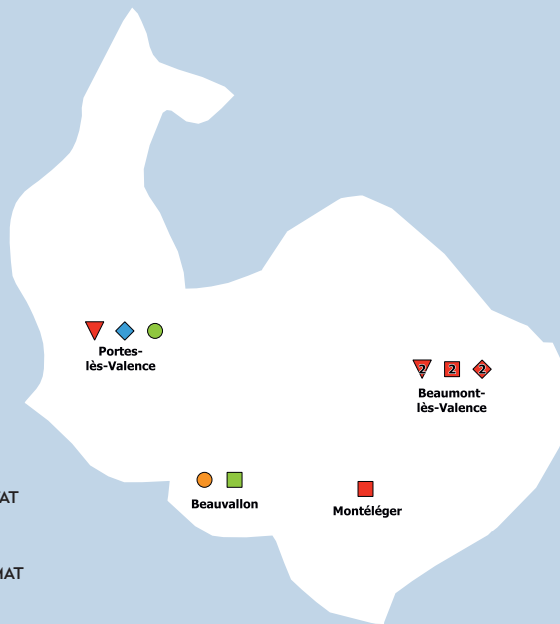 Portes-
lès-Valence
2 2 2
Beaumont-
lès-Valence
Beauvallon
Montéléger
AT
MAT